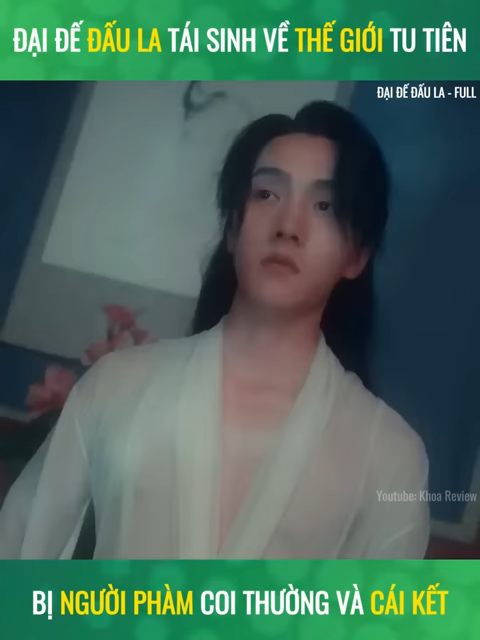 ĐẠI ĐẾ ĐẤU LA TÁI SINH VỀ THẾ GIỚI TU TIÊN
ĐẠI ĐẾ ĐẤU LA - FULL
Youtube: Khoa Review
BỊ NGƯỜI PHÀM COI THƯỜNG VÀ CÁI KẾT